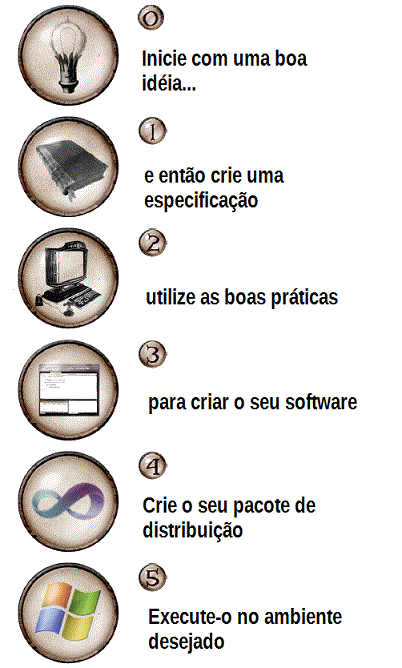 0
Inicie com uma boa
idéia...
1
e então crie uma
especificação
2
utilize as boas práticas
3
para criar o seu software
4
Crie o seu pacote de
distribuição
5
Execute-o no ambiente
desejado